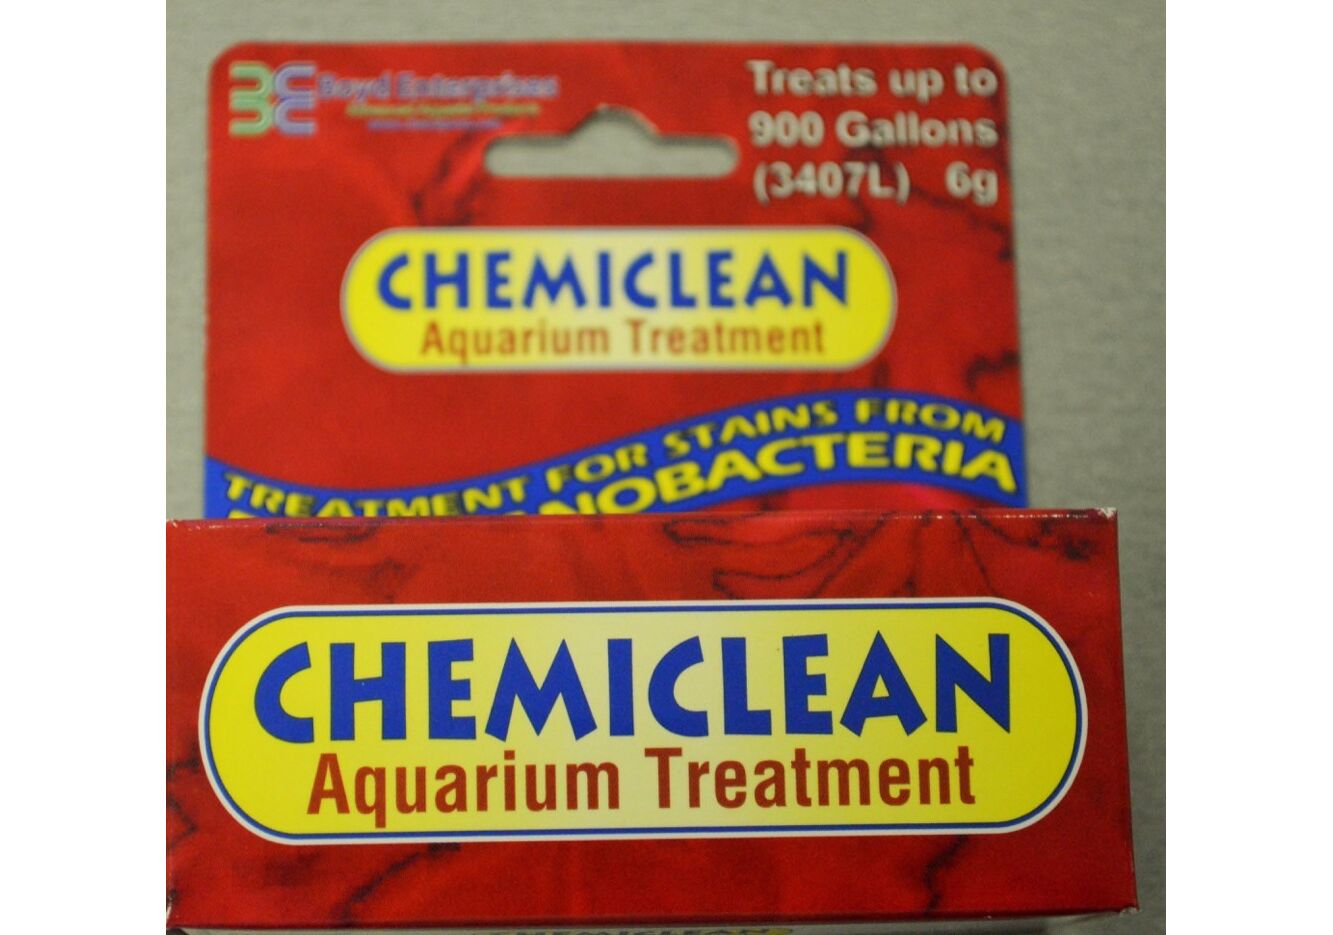 Boyd Enterprises
Treats up to
900 Gallons
(3407L) 6g
CHEMICLEAN
Aquarium Treatment
TREATMENT FOR STAINS FROM
CHEMICLEAN
Aquarium Treatment